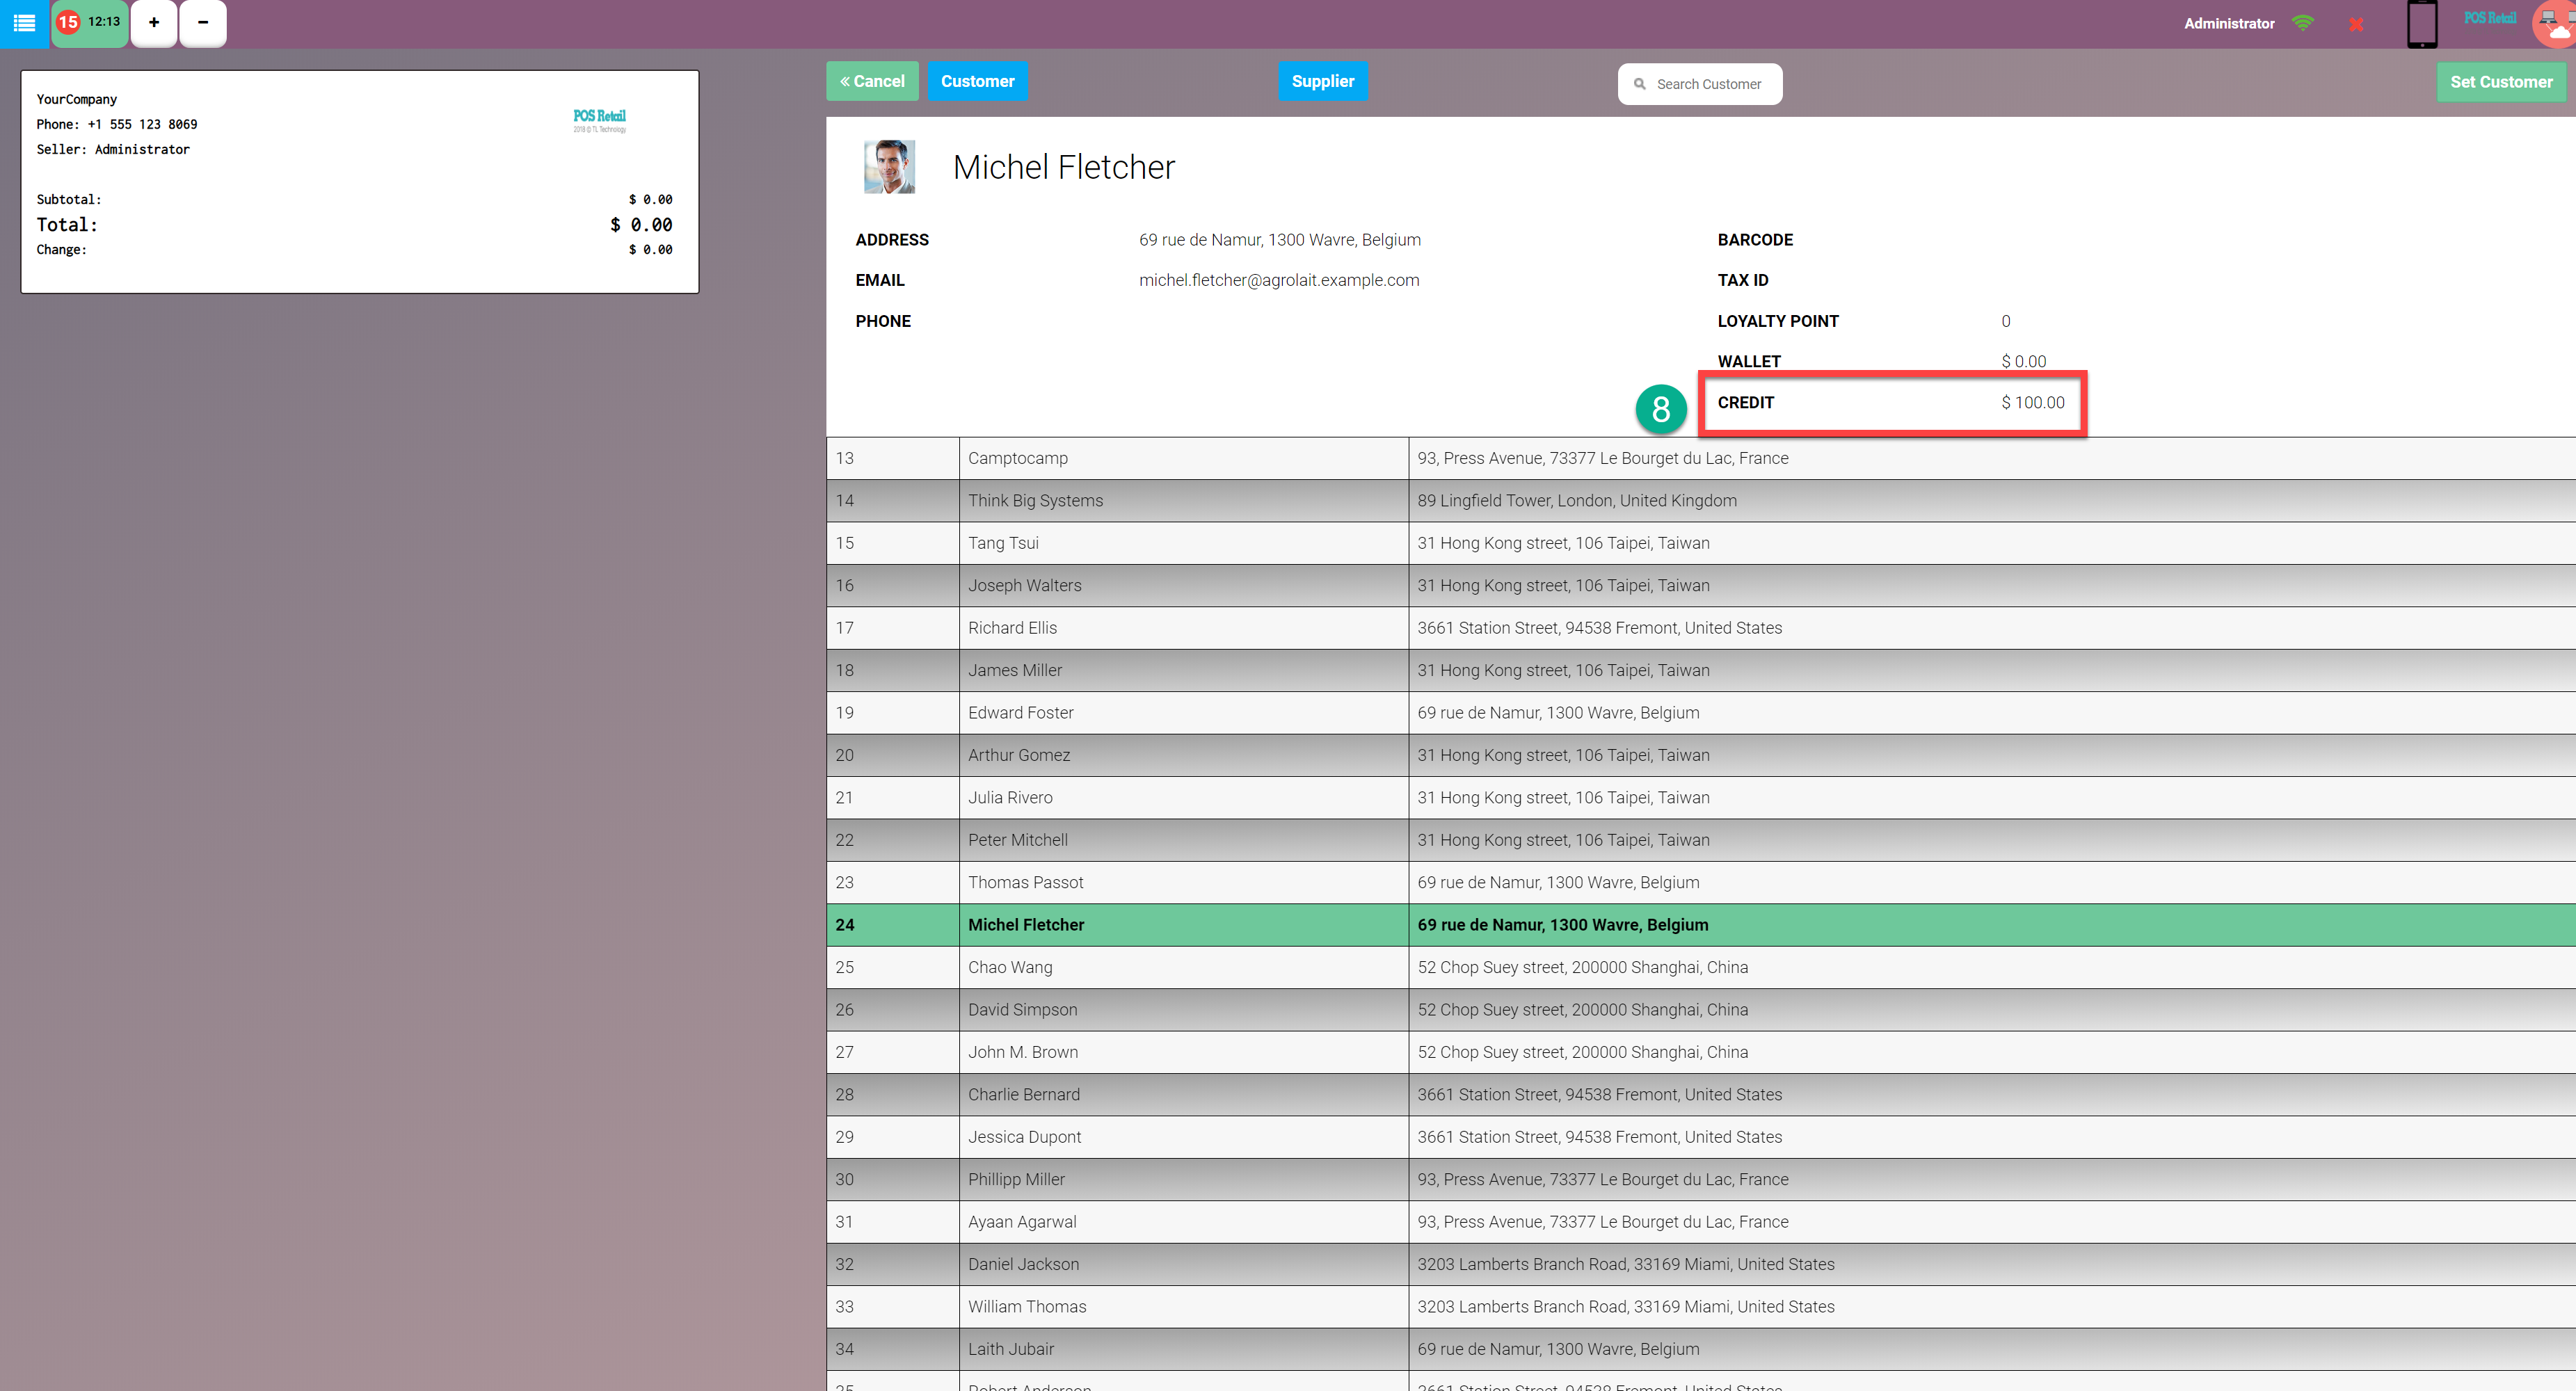 15 12:13 + −
Administrator POS Retail
YourCompany
Phone: +1 555 123 8069
Seller: Administrator
POS Retail
2018 © TL Technology
Subtotal: $ 0.00
Total: $ 0.00
Change: $ 0.00
« Cancel Customer Supplier Search Customer Set Customer
Michel Fletcher
ADDRESS 69 rue de Namur, 1300 Wavre, Belgium BARCODE
EMAIL michel.fletcher@agrolait.example.com TAX ID
PHONE LOYALTY POINT 0
WALLET $ 0.00
8 CREDIT $ 100.00
13 Camptocamp 93, Press Avenue, 73377 Le Bourget du Lac, France
14 Think Big Systems 89 Lingfield Tower, London, United Kingdom
15 Tang Tsui 31 Hong Kong street, 106 Taipei, Taiwan
16 Joseph Walters 31 Hong Kong street, 106 Taipei, Taiwan
17 Richard Ellis 3661 Station Street, 94538 Fremont, United States
18 James Miller 31 Hong Kong street, 106 Taipei, Taiwan
19 Edward Foster 69 rue de Namur, 1300 Wavre, Belgium
20 Arthur Gomez 31 Hong Kong street, 106 Taipei, Taiwan
21 Julia Rivero 31 Hong Kong street, 106 Taipei, Taiwan
22 Peter Mitchell 31 Hong Kong street, 106 Taipei, Taiwan
23 Thomas Passot 69 rue de Namur, 1300 Wavre, Belgium
24 Michel Fletcher 69 rue de Namur, 1300 Wavre, Belgium
25 Chao Wang 52 Chop Suey street, 200000 Shanghai, China
26 David Simpson 52 Chop Suey street, 200000 Shanghai, China
27 John M. Brown 52 Chop Suey street, 200000 Shanghai, China
28 Charlie Bernard 3661 Station Street, 94538 Fremont, United States
29 Jessica Dupont 3661 Station Street, 94538 Fremont, United States
30 Phillipp Miller 93, Press Avenue, 73377 Le Bourget du Lac, France
31 Ayaan Agarwal 93, Press Avenue, 73377 Le Bourget du Lac, France
32 Daniel Jackson 3203 Lamberts Branch Road, 33169 Miami, United States
33 William Thomas 3203 Lamberts Branch Road, 33169 Miami, United States
34 Laith Jubair 69 rue de Namur, 1300 Wavre, Belgium